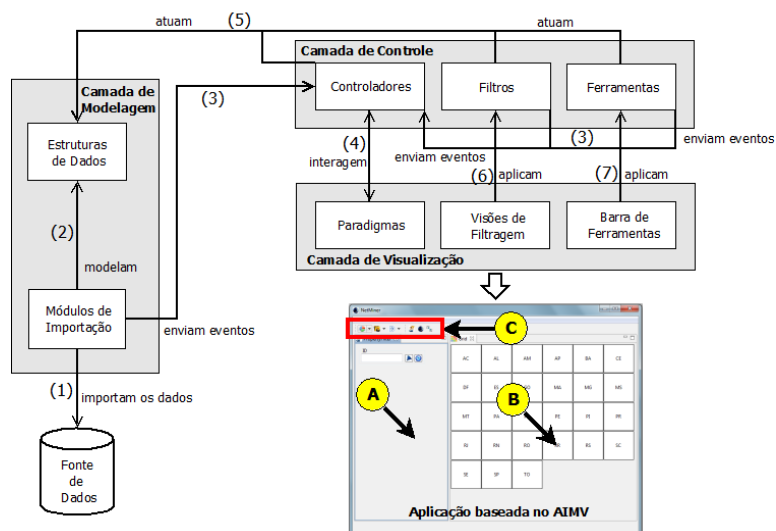 atuam
(5)
atuam
Camada de Controle
Camada de
Modelagem
(3)
Controladores
Filtros
Ferramentas
Estruturas
de Dados
(4)
interagem
enviam eventos
(3)
enviam eventos
(6)
aplicam
(7)
aplicam
(2)
modelam
Paradigmas
Visões de
Filtragem
Barra de
Ferramentas
Camada de Visualização
Módulos de
Importação
enviam eventos
(1)
importam os dados
Fonte
de
Dados
NetMiner
C
A
B
AC AL AM AP BA CE
DF ES GO MA MG MS
MT PA PE PI PR
RJ RN RO RS SC
SE SP TO
Aplicação baseada no AIMV